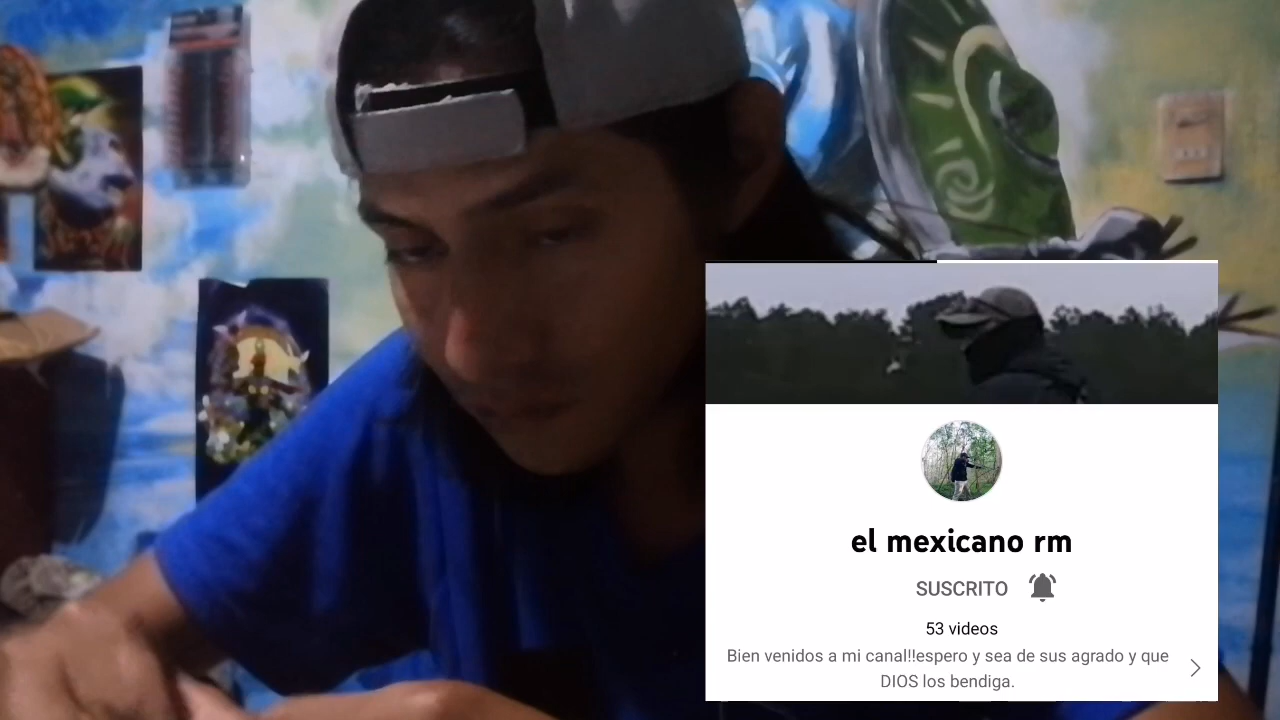 el mexicano rm
SUSCRITO
53 videos
Bien venidos a mi canal!!espero y sea de sus agrado y que
DIOS los bendiga.